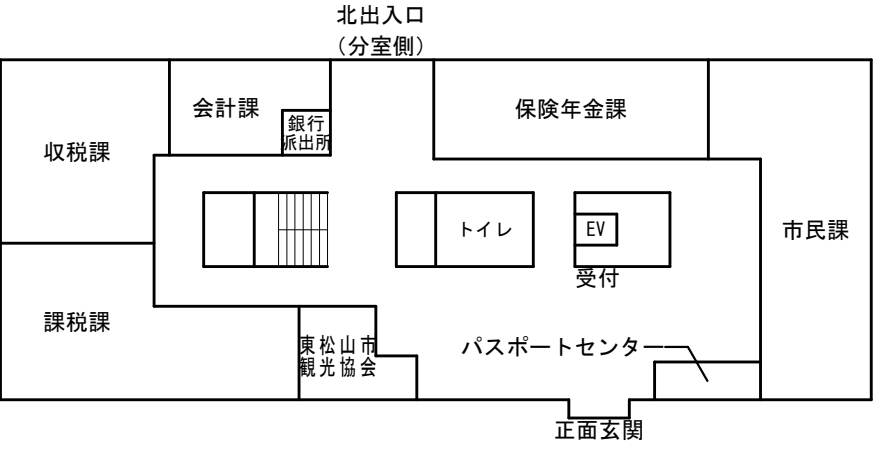 北出入口
(分室側)
会計課
保険年金課
銀行
派出所
収税課
トイレ
EV
市民課
受付
課税課
東松山市
観光協会
パスポートセンター
正面玄関